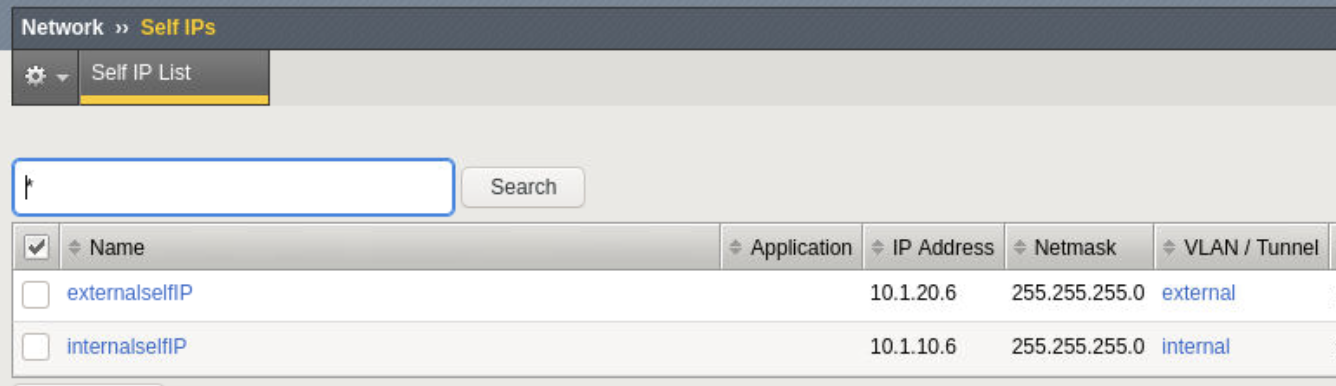 Network ›› Self IPs
Self IP List
*
Search
Name Application IP Address Netmask VLAN / Tunnel
externalselfIP 10.1.20.6 255.255.255.0 external
internalselfIP 10.1.10.6 255.255.255.0 internal